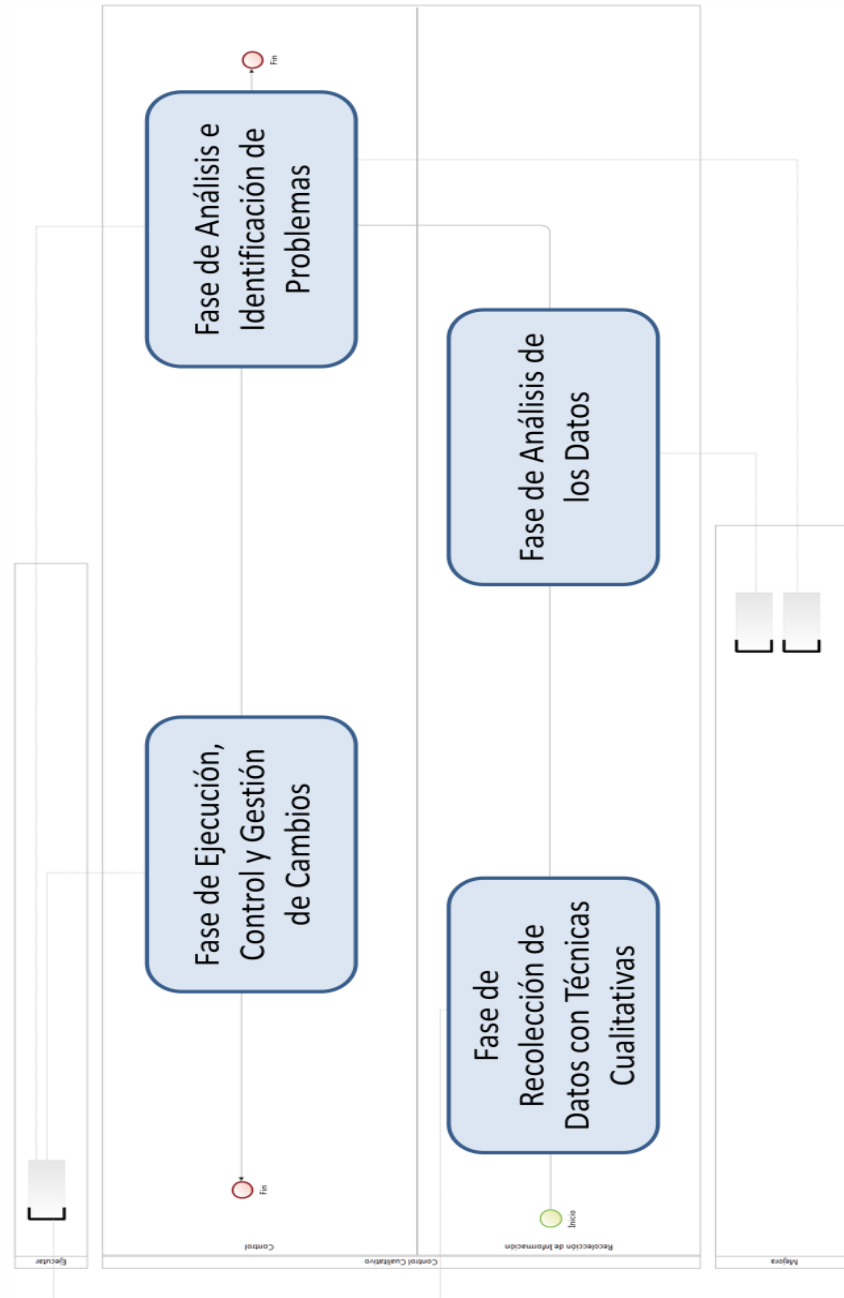 Ejecutar
Control Cualitativo
Control
Fin
Fase de Ejecución,
Control y Gestión
de Cambios
Fase de Análisis e
Identificación de
Problemas
Fin
Recolección de Información
Inicio
Fase de
Recolección de
Datos con Técnicas
Cualitativas
Fase de Análisis de
los Datos
Mejora